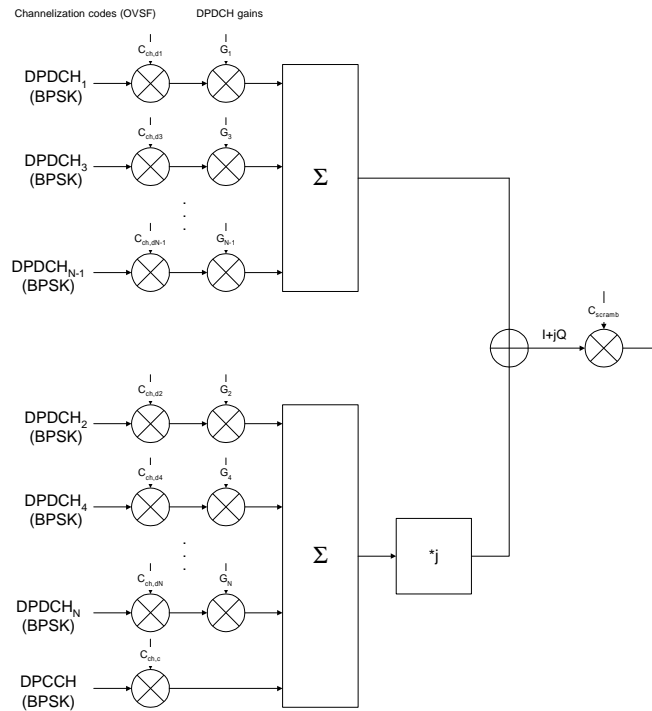 Channelization codes (OVSF) DPDCH gains
C_ch,d1 G_1
DPDCH_1
(BPSK)
C_ch,d3 G_3
DPDCH_3
(BPSK)
Σ
C_ch,dN-1 G_N-1
DPDCH_N-1
(BPSK)
C_scramb
I+jQ
C_ch,d2 G_2
DPDCH_2
(BPSK)
C_ch,d4 G_4
DPDCH_4
(BPSK)
Σ
*j
C_ch,dN G_N
DPDCH_N
(BPSK)
C_ch,c
DPCCH
(BPSK)